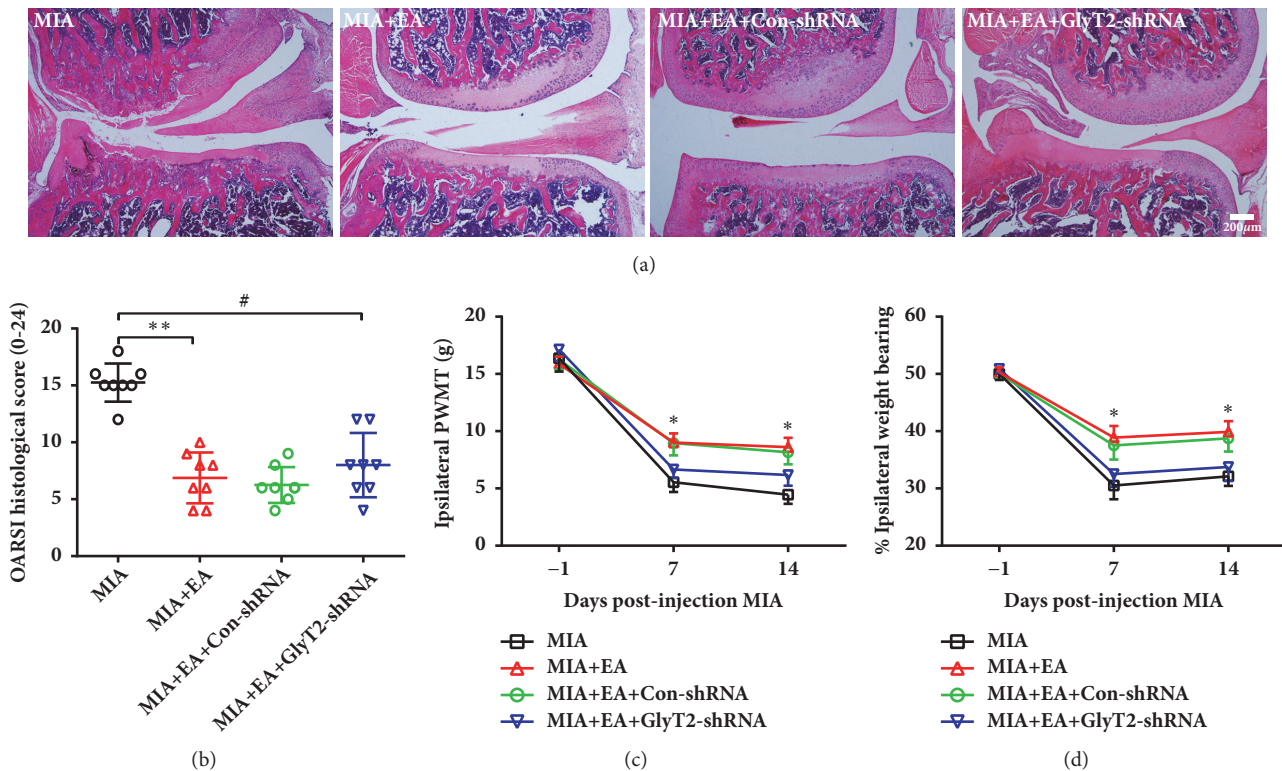 MIA
MIA+EA
MIA+EA+Con-shRNA
MIA+EA+GlyT2-shRNA
200µm
(a)
OARSI histological score (0-24)
20
15
10
5
0
**
#
MIA
MIA+EA
MIA+EA+Con-shRNA
MIA+EA+GlyT2-shRNA
(b)
Ipsilateral PWMT (g)
20
15
10
5
0
*
*
−1
7
14
Days post-injection MIA
MIA
MIA+EA
MIA+EA+Con-shRNA
MIA+EA+GlyT2-shRNA
(c)
% Ipsilateral weight bearing
60
50
40
30
20
*
*
−1
7
14
Days post-injection MIA
MIA
MIA+EA
MIA+EA+Con-shRNA
MIA+EA+GlyT2-shRNA
(d)